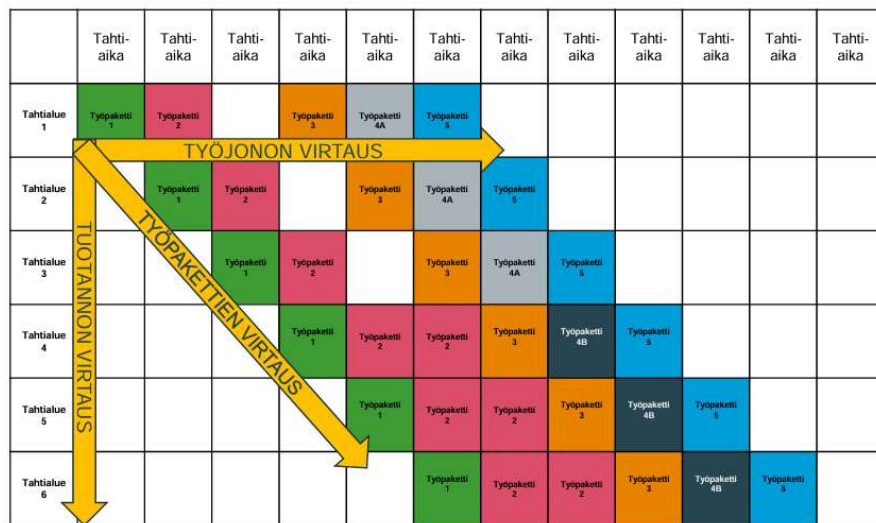 Tahti-
aika
Tahti-
aika
Tahti-
aika
Tahti-
aika
Tahti-
aika
Tahti-
aika
Tahti-
aika
Tahti-
aika
Tahti-
aika
Tahti-
aika
Tahti-
aika
Tahti-
aika
Tahtialue
1
Työpaketti
1
Työpaketti
2
Työpaketti
3
Työpaketti
4A
Työpaketti
5
TYÖJONON VIRTAUS
Tahtialue
2
Työpaketti
1
Työpaketti
2
Työpaketti
3
Työpaketti
4A
Työpaketti
5
TUOTANNON VIRTAUS
TYÖPAKETTIEN VIRTAUS
Tahtialue
3
Työpaketti
1
Työpaketti
2
Työpaketti
3
Työpaketti
4A
Työpaketti
5
Tahtialue
4
Työpaketti
1
Työpaketti
2
Työpaketti
2
Työpaketti
3
Työpaketti
4B
Työpaketti
5
Tahtialue
5
Työpaketti
1
Työpaketti
2
Työpaketti
2
Työpaketti
3
Työpaketti
4B
Työpaketti
5
Tahtialue
6
Työpaketti
1
Työpaketti
2
Työpaketti
2
Työpaketti
3
Työpaketti
4B
Työpaketti
5